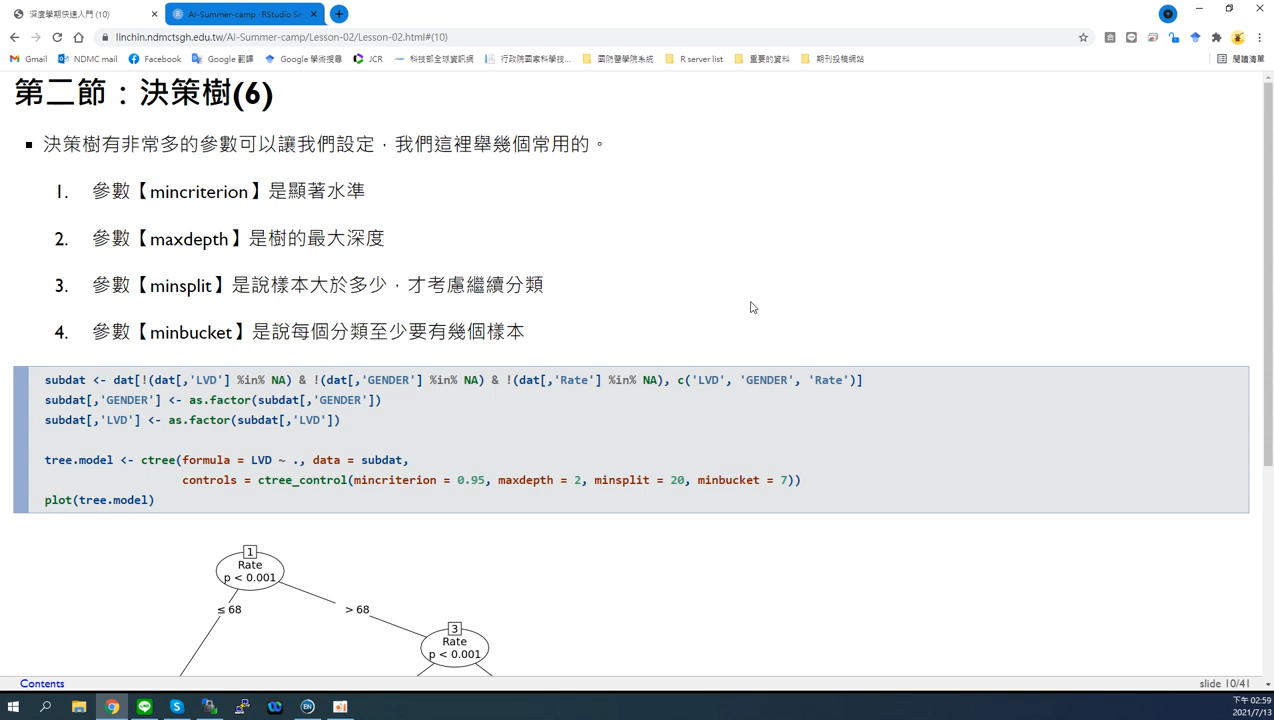 深度學期快速入門 (10)
AI-Summer-camp - RStudio Se
linchin.ndmctsgh.edu.tw/AI-Summer-camp/Lesson-02/Lesson-02.html#(10)
Gmail
NDMC mail
Facebook
Google 翻譯
Google 學術搜尋
JCR
科技部全球資訊網
行政院國家科學技...
國防醫學院系統
R server list
重要的資料
期刊投稿網站
閱讀清單
第二節：決策樹(6)
決策樹有非常多的參數可以讓我們設定，我們這裡舉幾個常用的。
1. 參數【mincriterion】是顯著水準
2. 參數【maxdepth】是樹的最大深度
3. 參數【minsplit】是說樣本大於多少，才考慮繼續分類
4. 參數【minbucket】是說每個分類至少要有幾個樣本
subdat <- dat[!(dat[,'LVD'] %in% NA) & !(dat[,'GENDER'] %in% NA) & !(dat[,'Rate'] %in% NA), c('LVD', 'GENDER', 'Rate')]
subdat[,'GENDER'] <- as.factor(subdat[,'GENDER'])
subdat[,'LVD'] <- as.factor(subdat[,'LVD'])
tree.model <- ctree(formula = LVD ~ ., data = subdat,
controls = ctree_control(mincriterion = 0.95, maxdepth = 2, minsplit = 20, minbucket = 7))
plot(tree.model)
1
Rate
p < 0.001
≤ 68
> 68
3
Rate
p < 0.001
Contents
slide 10/41
EN
下午 02:59
2021/7/13